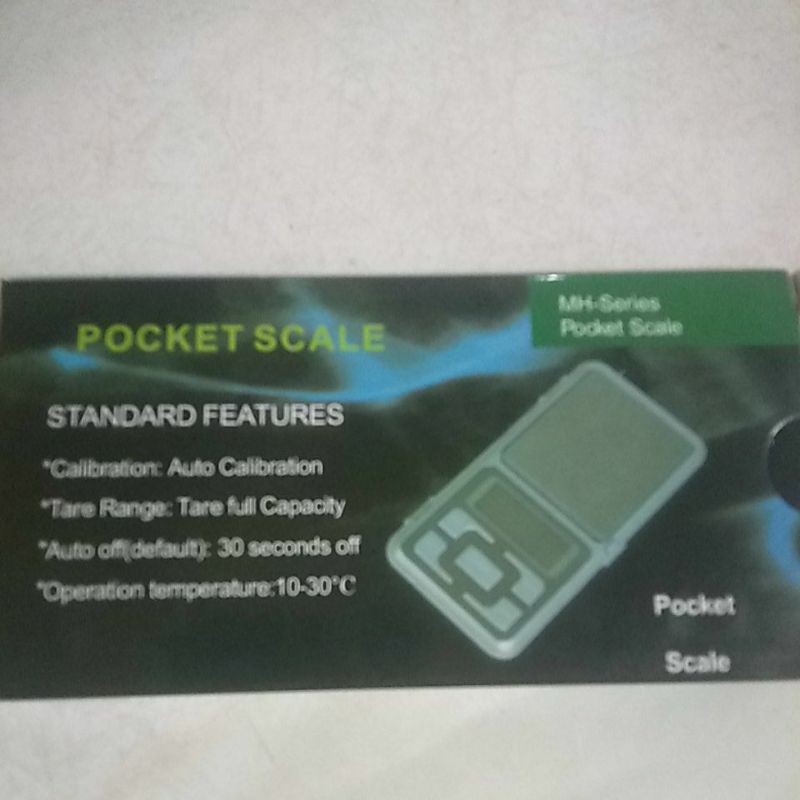 MH-Series
Pocket Scale
POCKET SCALE
STANDARD FEATURES
*Calibration: Auto Calibration
*Tare Range: Tare full Capacity
*Auto off(default): 30 seconds off
*Operation temperature:10-30°C
Pocket
Scale